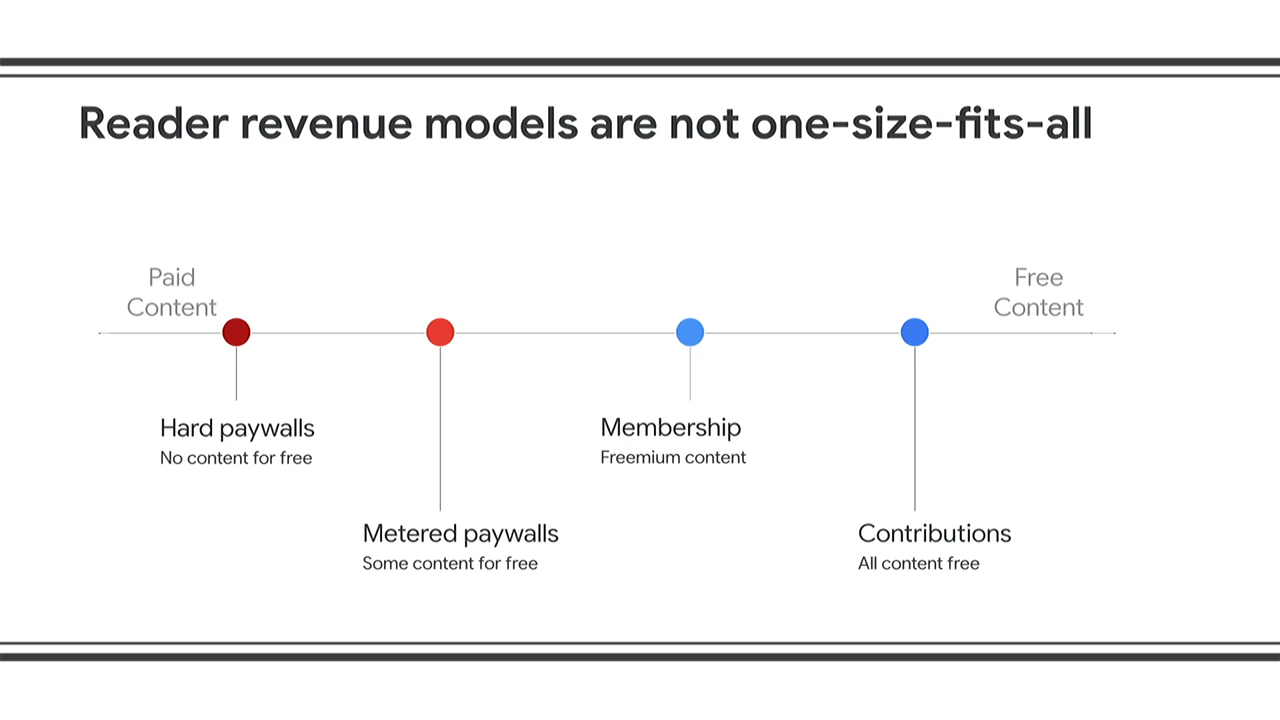 Reader revenue models are not one-size-fits-all
Paid
Content
Free
Content
Hard paywalls
No content for free
Metered paywalls
Some content for free
Membership
Freemium content
Contributions
All content free